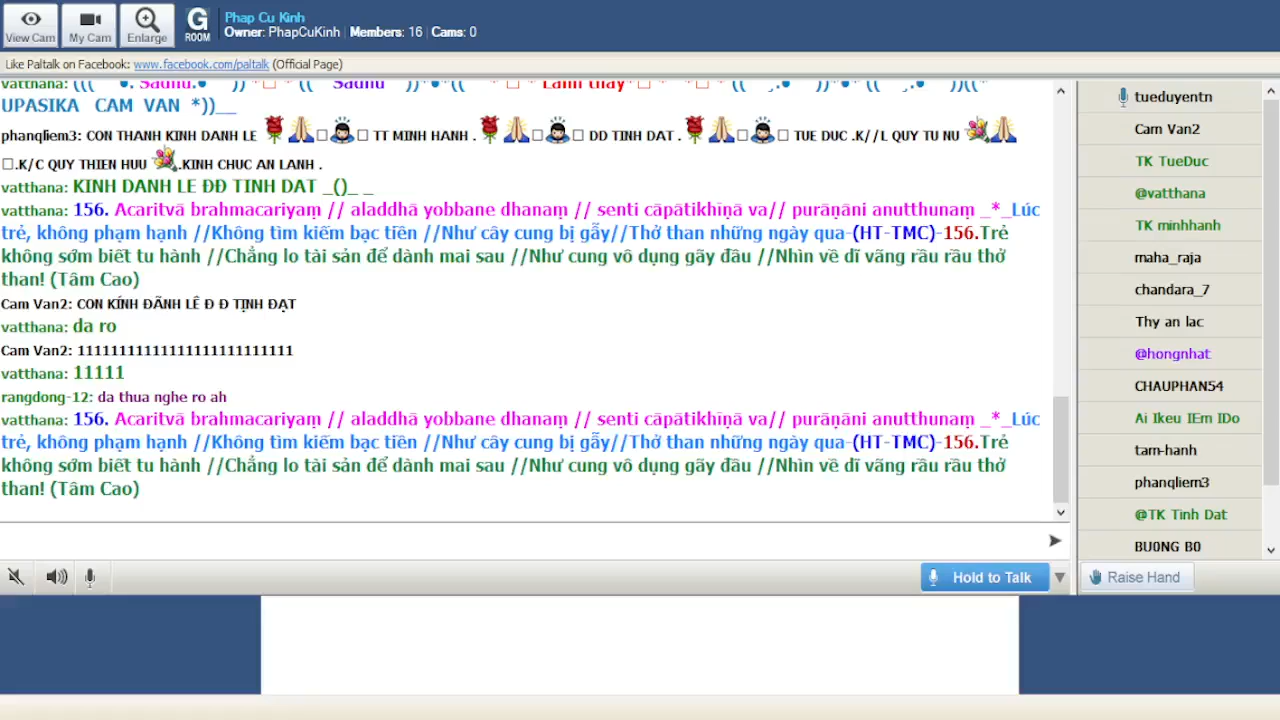 View Cam
My Cam
Enlarge
G
ROOM
Phap Cu Kinh
Owner: PhapCuKinh | Members: 16 | Cams: 0
Like Paltalk on Facebook: www.facebook.com/paltalk (Official Page)
vatthana: Sadhu Sadhu Lanh thay
UPASIKA CAM VAN *))__
phanqliem3: CON THANH KINH DANH LE TT MINH HANH . DD TINH DAT . TUE DUC .K//L QUY TU NU
.K/C QUY THIEN HUU .KINH CHUC AN LANH .
vatthana: KINH DANH LE ĐĐ TINH DAT _()_ _
vatthana: 156. Acaritvā brahmacariyaṃ // aladdhā yobbane dhanaṃ // senti cāpātikhīṇā va// purāṇāni anutthunaṃ _*_Lúc
trẻ, không phạm hạnh //Không tìm kiếm bạc tiền //Như cây cung bị gẫy//Thở than những ngày qua-(HT-TMC)-156.Trẻ
không sớm biết tu hành //Chẳng lo tài sản để dành mai sau //Như cung vô dụng gãy đầu //Nhìn về dĩ vãng rầu rầu thở
than! (Tâm Cao)
Cam Van2: CON KÍNH ĐÃNH LỄ Đ Đ TỊNH ĐẠT
vatthana: da ro
Cam Van2: 11111111111111111111111111
vatthana: 11111
rangdong-12: da thua nghe ro ah
vatthana: 156. Acaritvā brahmacariyaṃ // aladdhā yobbane dhanaṃ // senti cāpātikhīṇā va// purāṇāni anutthunaṃ _*_Lúc
trẻ, không phạm hạnh //Không tìm kiếm bạc tiền //Như cây cung bị gẫy//Thở than những ngày qua-(HT-TMC)-156.Trẻ
không sớm biết tu hành //Chẳng lo tài sản để dành mai sau //Như cung vô dụng gãy đầu //Nhìn về dĩ vãng rầu rầu thở
than! (Tâm Cao)
Hold to Talk
tueduyentn
Cam Van2
TK TueDuc
@vatthana
TK minhhanh
maha_raja
chandara_7
Thy an lac
@hongnhat
CHAUPHAN54
Ai Ikeu IEm IDo
tam-hanh
phanqliem3
@TK Tinh Dat
BU0NG B0
Raise Hand